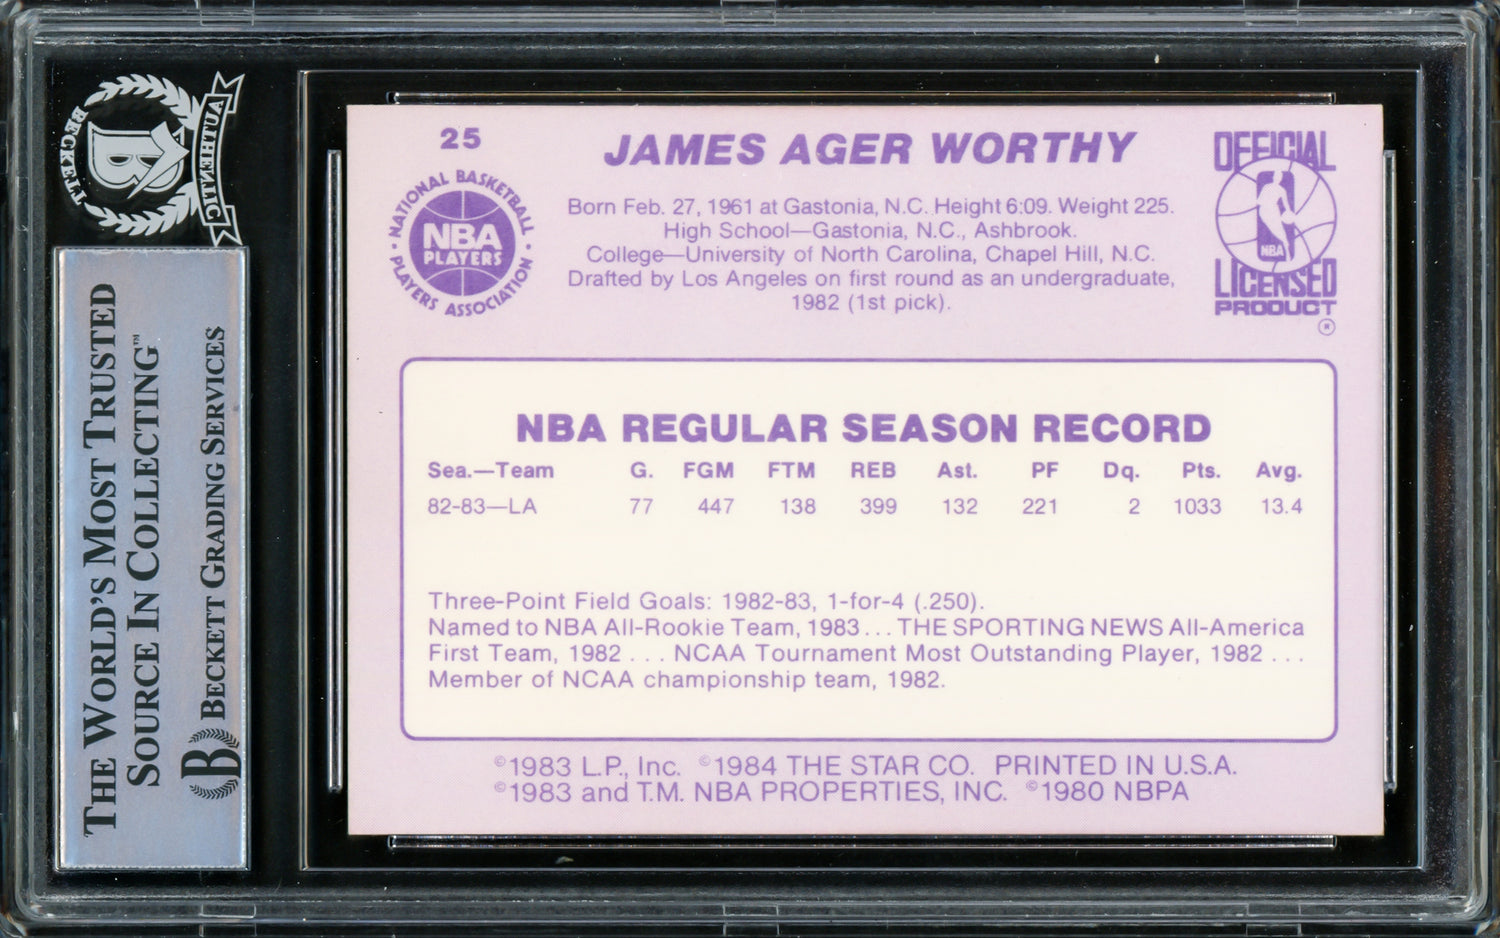 BECKETT
AUTHENTIC
B
THE WORLD'S MOST TRUSTED
SOURCE IN COLLECTING™
B BECKETT GRADING SERVICES
25
JAMES AGER WORTHY
NATIONAL BASKETBALL
NBA
PLAYERS
PLAYERS ASSOCIATION
Born Feb. 27, 1961 at Gastonia, N.C. Height 6:09. Weight 225.
High School—Gastonia, N.C., Ashbrook.
College—University of North Carolina, Chapel Hill, N.C.
Drafted by Los Angeles on first round as an undergraduate,
1982 (1st pick).
OFFICIAL
NBA
LICENSED
PRODUCT
®
NBA REGULAR SEASON RECORD
Sea.—Team G. FGM FTM REB Ast. PF Dq. Pts. Avg.
82-83—LA 77 447 138 399 132 221 2 1033 13.4
Three-Point Field Goals: 1982-83, 1-for-4 (.250).
Named to NBA All-Rookie Team, 1983 . . . THE SPORTING NEWS All-America
First Team, 1982 . . . NCAA Tournament Most Outstanding Player, 1982 . . .
Member of NCAA championship team, 1982.
©1983 L.P., Inc. ©1984 THE STAR CO. PRINTED IN U.S.A.
©1983 and T.M. NBA PROPERTIES, INC. ©1980 NBPA